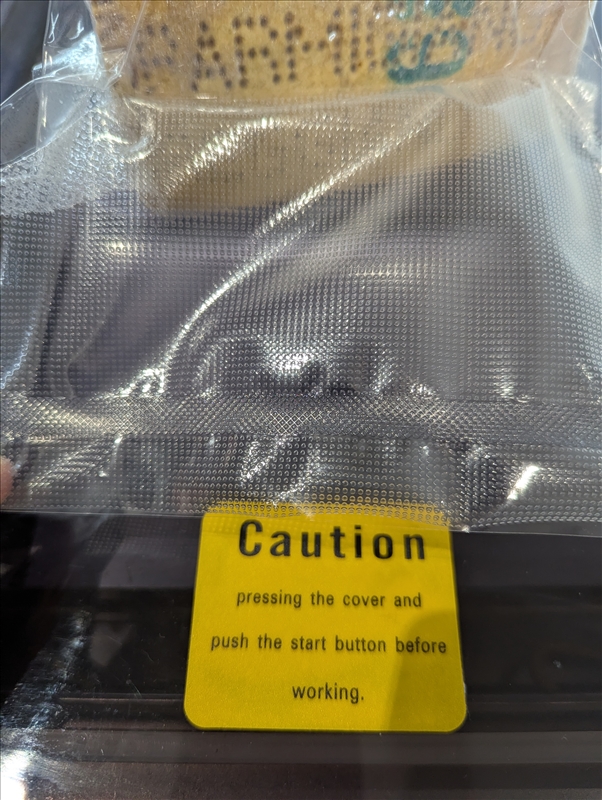 Caution
pressing the cover and
push the start button before
working.